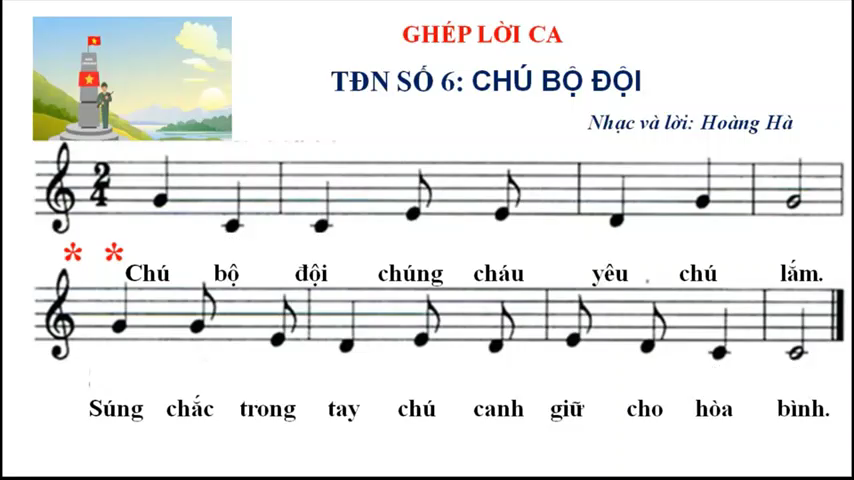 GHÉP LỜI CA
TĐN SỐ 6: CHÚ BỘ ĐỘI
Nhạc và lời: Hoàng Hà
2
4
* *
Chú bộ đội chúng cháu yêu chú lắm.
Súng chắc trong tay chú canh giữ cho hòa bình.